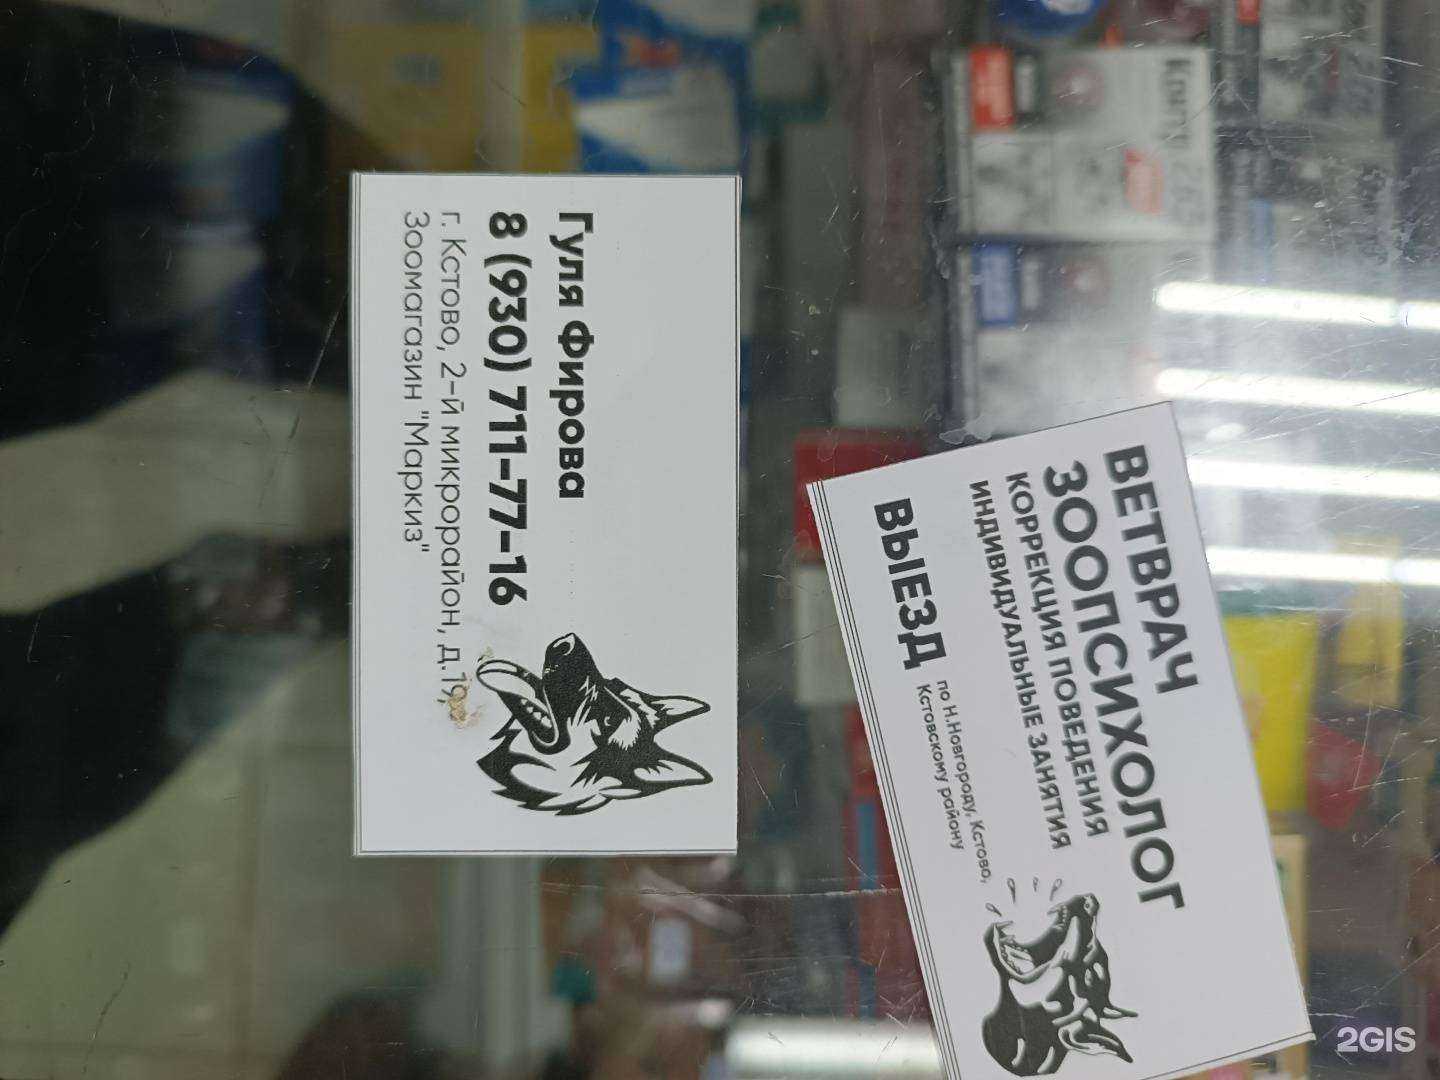 Гуля Фирова
8 (930) 711-77-16
г. Кстово, 2-й микрорайон, д. 19,
Зоомагазин "Маркиз"
ВЕТВРАЧ
ЗООПСИХОЛОГ
КОРРЕКЦИЯ ПОВЕДЕНИЯ
ИНДИВИДУАЛЬНЫЕ ЗАНЯТИЯ
ВЫЕЗД
по Н.Новгороду, Кстово,
Кстовскому району
2GIS